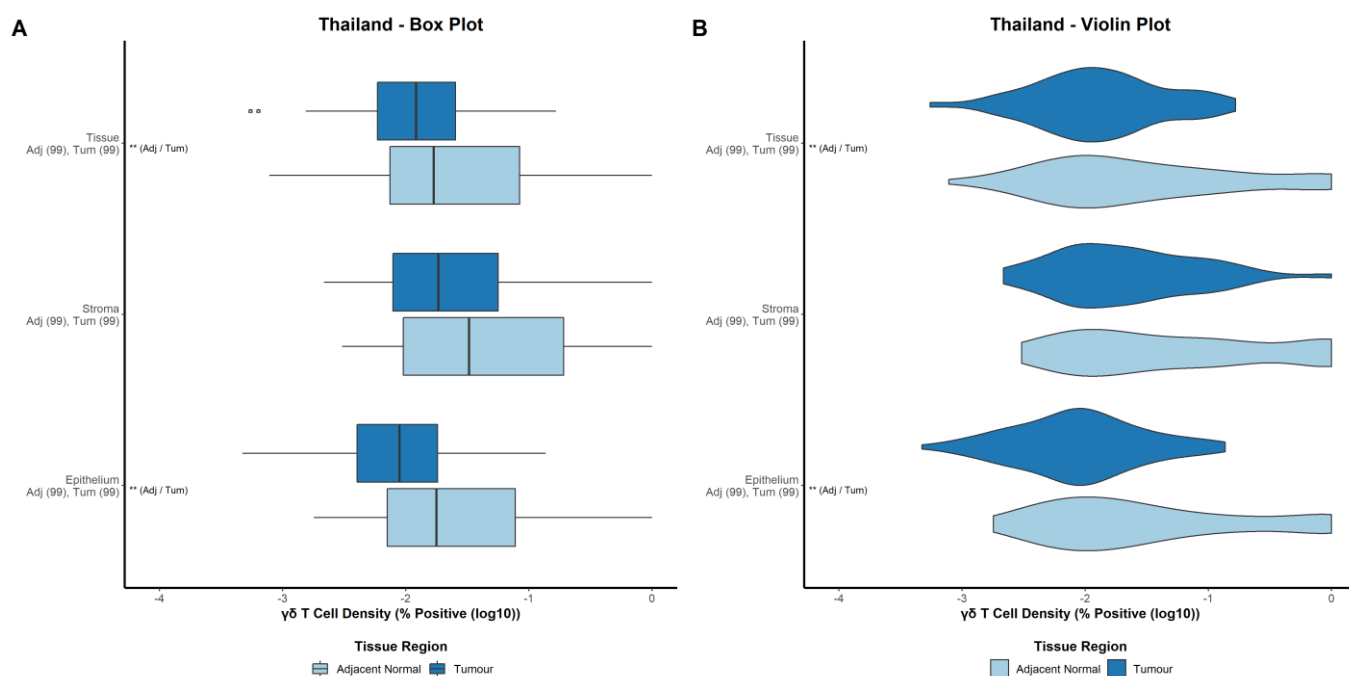 A
Thailand - Box Plot
Tissue
Adj (99), Tum (99)
** (Adj / Tum)
Stroma
Adj (99), Tum (99)
Epithelium
Adj (99), Tum (99)
** (Adj / Tum)
-4 -3 -2 -1 0
γδ T Cell Density (% Positive (log10))
Tissue Region
Adjacent Normal Tumour
B
Thailand - Violin Plot
Tissue
Adj (99), Tum (99)
** (Adj / Tum)
Stroma
Adj (99), Tum (99)
Epithelium
Adj (99), Tum (99)
** (Adj / Tum)
-4 -3 -2 -1 0
γδ T Cell Density (% Positive (log10))
Tissue Region
Adjacent Normal Tumour